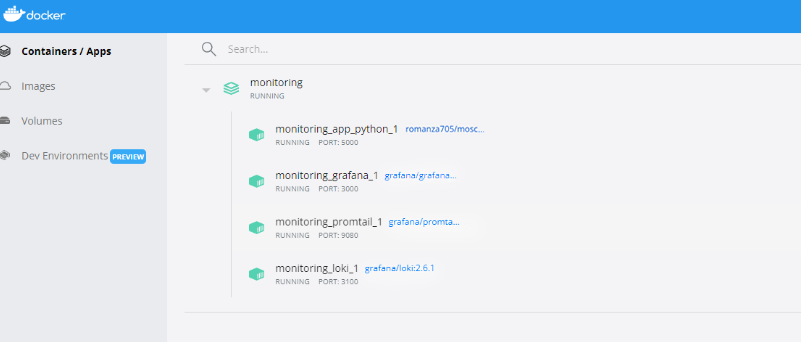 docker
Containers / Apps
Images
Volumes
Dev Environments PREVIEW
Search...
monitoring
RUNNING
monitoring_app_python_1 romanza705/mosc...
RUNNING PORT: 5000
monitoring_grafana_1 grafana/grafana...
RUNNING PORT: 3000
monitoring_promtail_1 grafana/promta...
RUNNING PORT: 9080
monitoring_loki_1 grafana/loki:2.6.1
RUNNING PORT: 3100